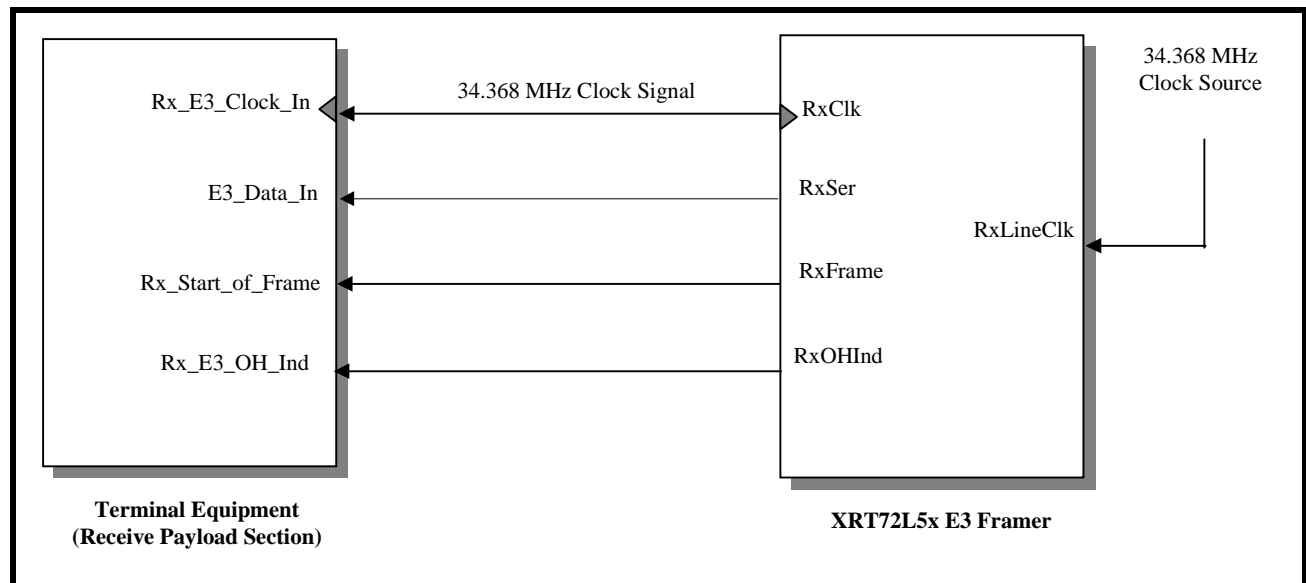 34.368 MHz
Clock Source
Rx_E3_Clock_In
34.368 MHz Clock Signal
RxClk
E3_Data_In
RxSer
RxLineClk
Rx_Start_of_Frame
RxFrame
Rx_E3_OH_Ind
RxOHInd
Terminal Equipment
(Receive Payload Section)
XRT72L5x E3 Framer